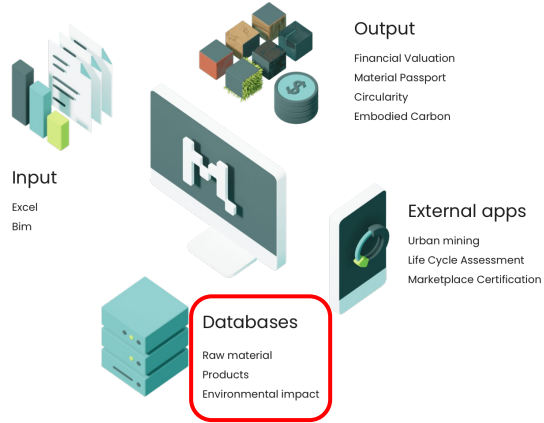 Output
Financial Valuation
Material Passport
Circularity
Embodied Carbon
Input
Excel
Bim
External apps
Urban mining
Life Cycle Assessment
Marketplace Certification
Databases
Raw material
Products
Environmental impact
M
$